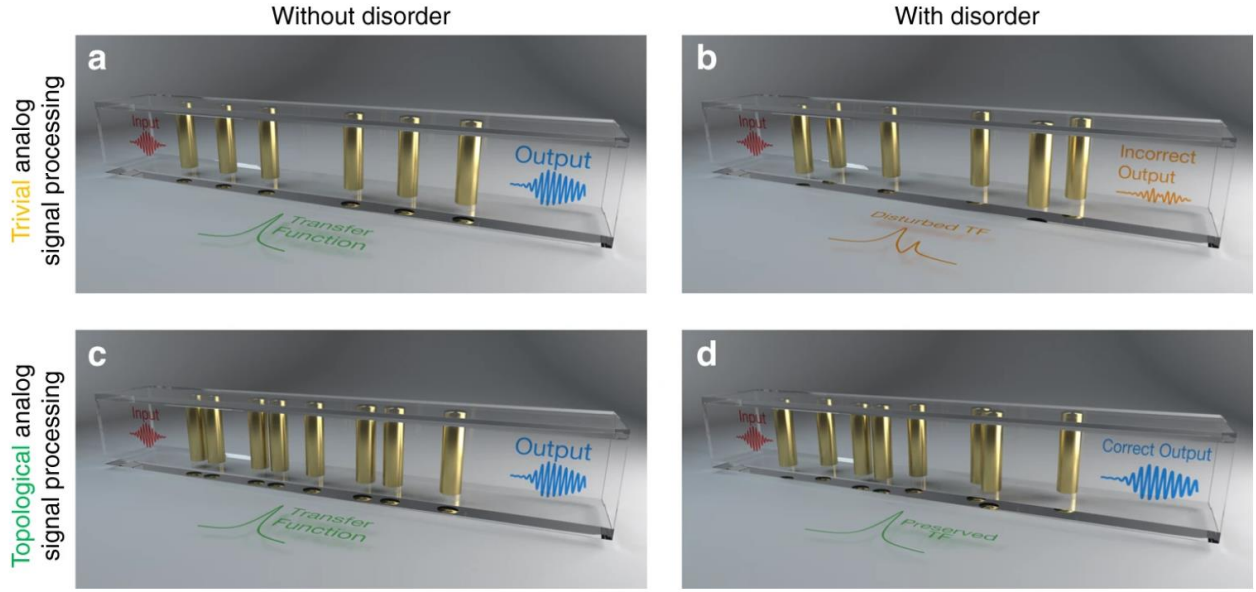 Without disorder
With disorder
Trivial analog
signal processing
a
Input
Output
Transfer
Function
b
Input
Incorrect
Output
Disturbed TF
Topological analog
signal processing
c
Input
Output
Transfer
Function
d
Input
Correct Output
Preserved
TF